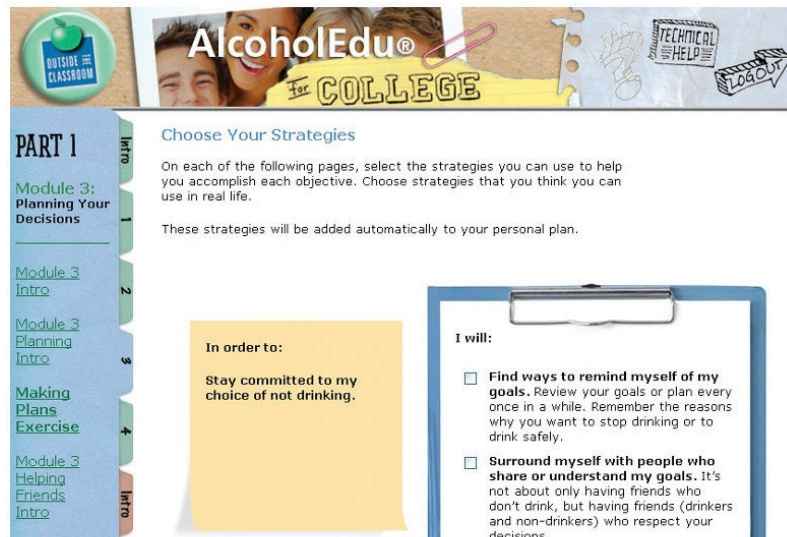 OUTSIDE THE
CLASSROOM
AlcoholEdu®
For COLLEGE
TECHNICAL
HELP
LOGOUT
PART 1
Module 3:
Planning Your
Decisions
Module 3
Intro
Module 3
Planning
Intro
Making
Plans
Exercise
Module 3
Helping
Friends
Intro
Intro
1
2
3
4
Intro
Choose Your Strategies
On each of the following pages, select the strategies you can use to help
you accomplish each objective. Choose strategies that you think you can
use in real life.
These strategies will be added automatically to your personal plan.
In order to:
Stay committed to my
choice of not drinking.
I will:
Find ways to remind myself of my
goals. Review your goals or plan every
once in a while. Remember the reasons
why you want to stop drinking or to
drink safely.
Surround myself with people who
share or understand my goals. It's
not about only having friends who
don't drink, but having friends (drinkers
and non-drinkers) who respect your
decisions.